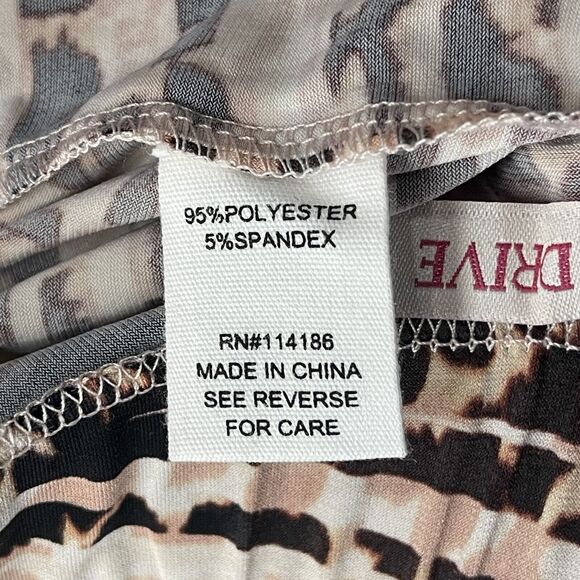 95%POLYESTER
5%SPANDEX
RN#114186
MADE IN CHINA
SEE REVERSE
FOR CARE
DRIVE